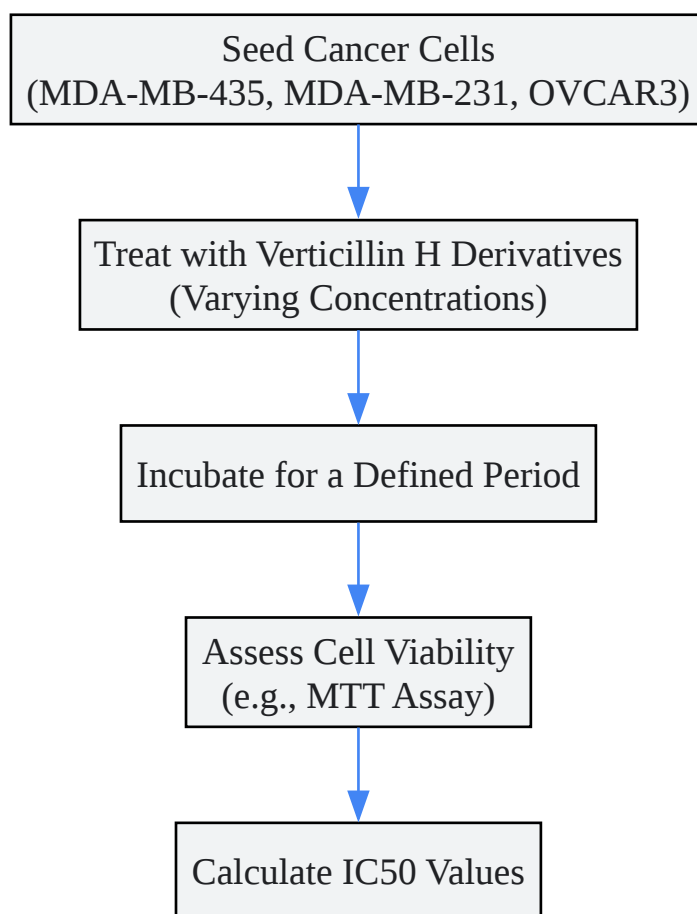 Seed Cancer Cells
(MDA-MB-435, MDA-MB-231, OVCAR3)
Treat with Verticillin H Derivatives
(Varying Concentrations)
Incubate for a Defined Period
Assess Cell Viability
(e.g., MTT Assay)
Calculate IC50 Values